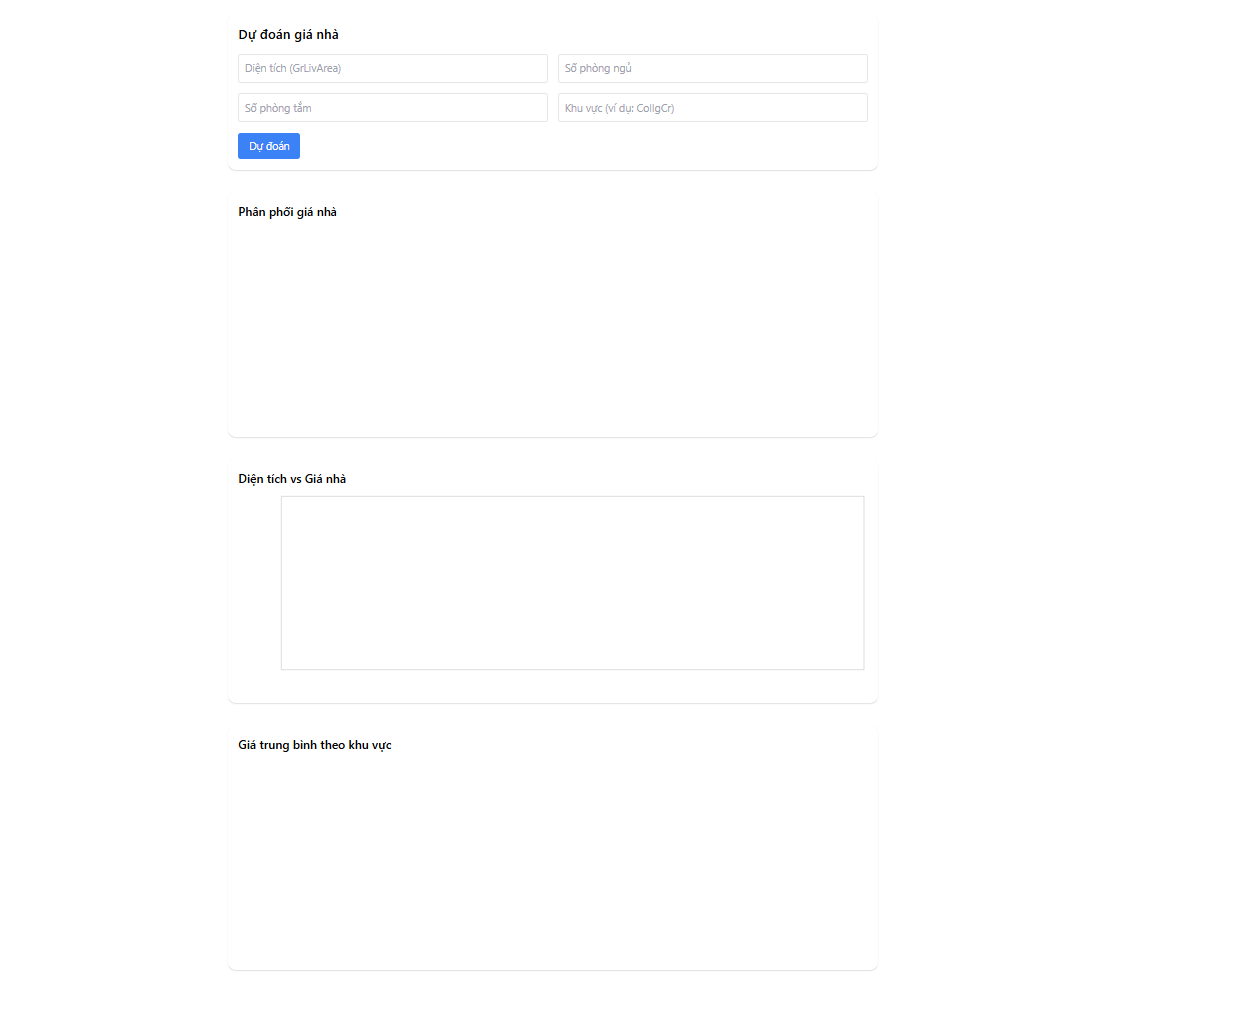 Dự đoán giá nhà
Diện tích (GrLivArea)
Số phòng ngủ
Số phòng tắm
Khu vực (ví dụ: CollgCr)
Dự đoán
Phân phối giá nhà
Diện tích vs Giá nhà
Giá trung bình theo khu vực